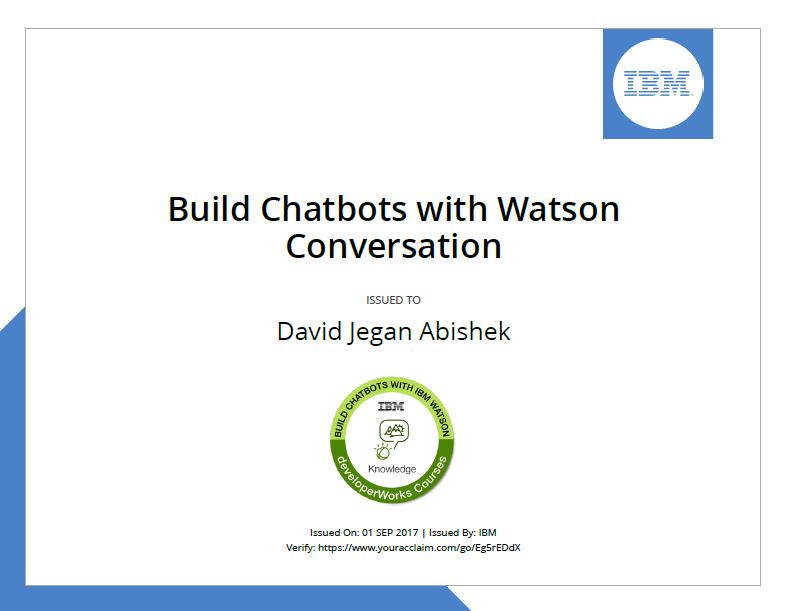 IBM
Build Chatbots with Watson
Conversation
ISSUED TO
David Jegan Abishek
BUILD CHATBOTS WITH IBM WATSON
IBM
Knowledge
developerWorks Courses
Issued On: 01 SEP 2017 | Issued By: IBM
Verify: https://www.youracclaim.com/go/Eg5rEDdX